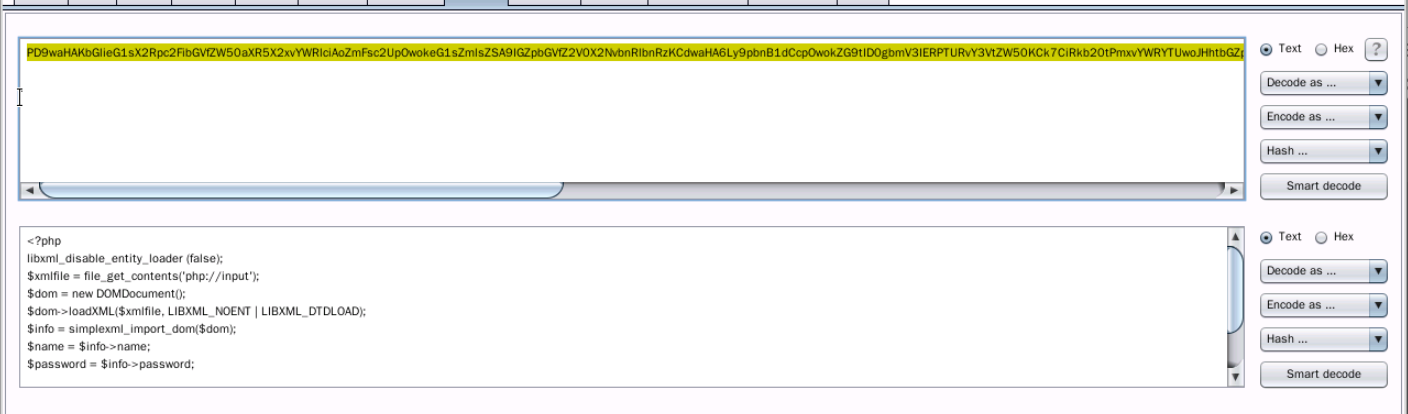 PD9waHAKbGlieG1sX2Rpc2FibGVfZW50aXR5X2xvYWRlciAoZmFsc2UpOwokeG1sZmlsZSA9IGZpbGVfZ2V0X2NvbnRlbnRzKCdwaHA6Ly9pbnB1dCcpOwokZG9tID0gbmV3IERPTURvY3VtZW50KCk7CiRkb20tPmxvYWRYTUwoJHhtbGZp
Text Hex ?
Decode as ...
Encode as ...
Hash ...
Smart decode
<?php
libxml_disable_entity_loader (false);
$xmlfile = file_get_contents('php://input');
$dom = new DOMDocument();
$dom->loadXML($xmlfile, LIBXML_NOENT | LIBXML_DTDLOAD);
$info = simplexml_import_dom($dom);
$name = $info->name;
$password = $info->password;
Text Hex
Decode as ...
Encode as ...
Hash ...
Smart decode